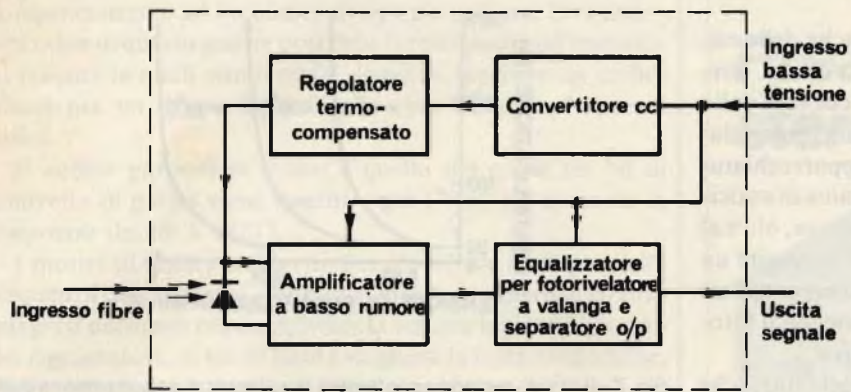 Regolatore
termo-
compensato
Convertitore cc
Ingresso
bassa
tensione
Ingresso fibre
Amplificatore
a basso rumore
Equalizzatore
per fotorivelatore
a valanga e
separatore o/p
Uscita
segnale